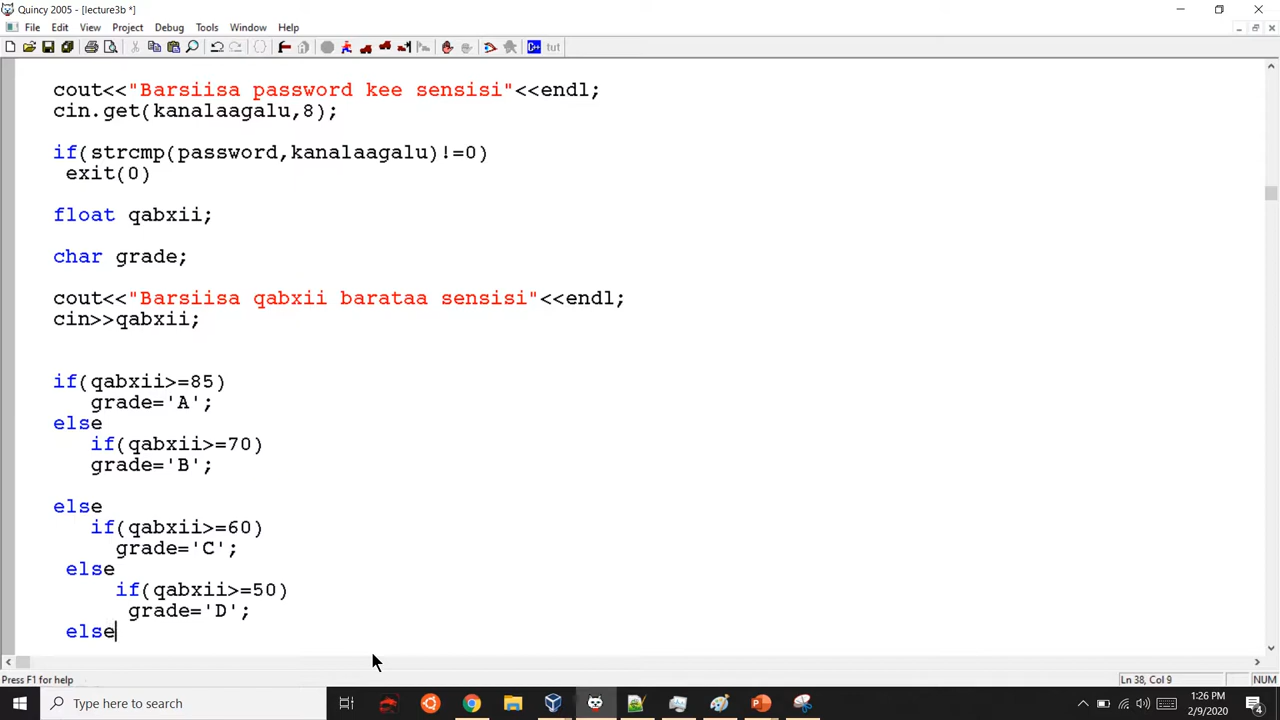 Quincy 2005 - [lecture3b *]
File Edit View Project Debug Tools Window Help
C++ tut
cout<<"Barsiisa password kee sensisi"<<endl;
cin.get(kanalaagalu,8);
if(strcmp(password,kanalaagalu)!=0)
exit(0)
float qabxii;
char grade;
cout<<"Barsiisa qabxii barataa sensisi"<<endl;
cin>>qabxii;
if(qabxii>=85)
grade='A';
else
if(qabxii>=70)
grade='B';
else
if(qabxii>=60)
grade='C';
else
if(qabxii>=50)
grade='D';
else
Press F1 for help
Ln 38, Col 9
NUM
Type here to search
1:26 PM
2/9/2020
4